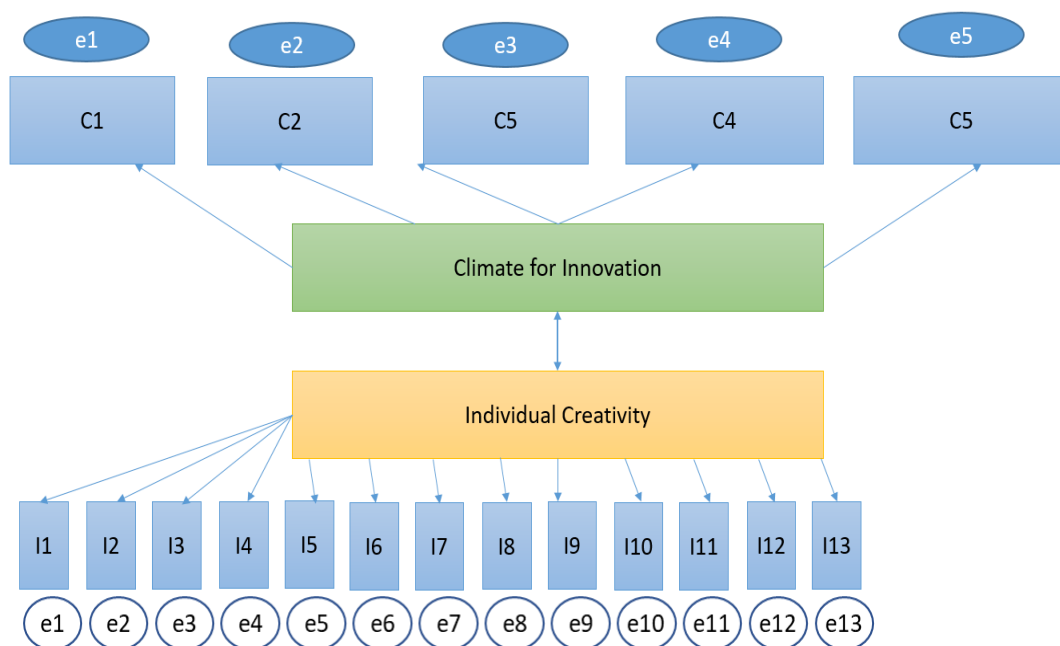 e1
e2
e3
e4
e5
C1
C2
C5
C4
C5
Climate for Innovation
Individual Creativity
I1
I2
I3
I4
I5
I6
I7
I8
I9
I10
I11
I12
I13
e1
e2
e3
e4
e5
e6
e7
e8
e9
e10
e11
e12
e13